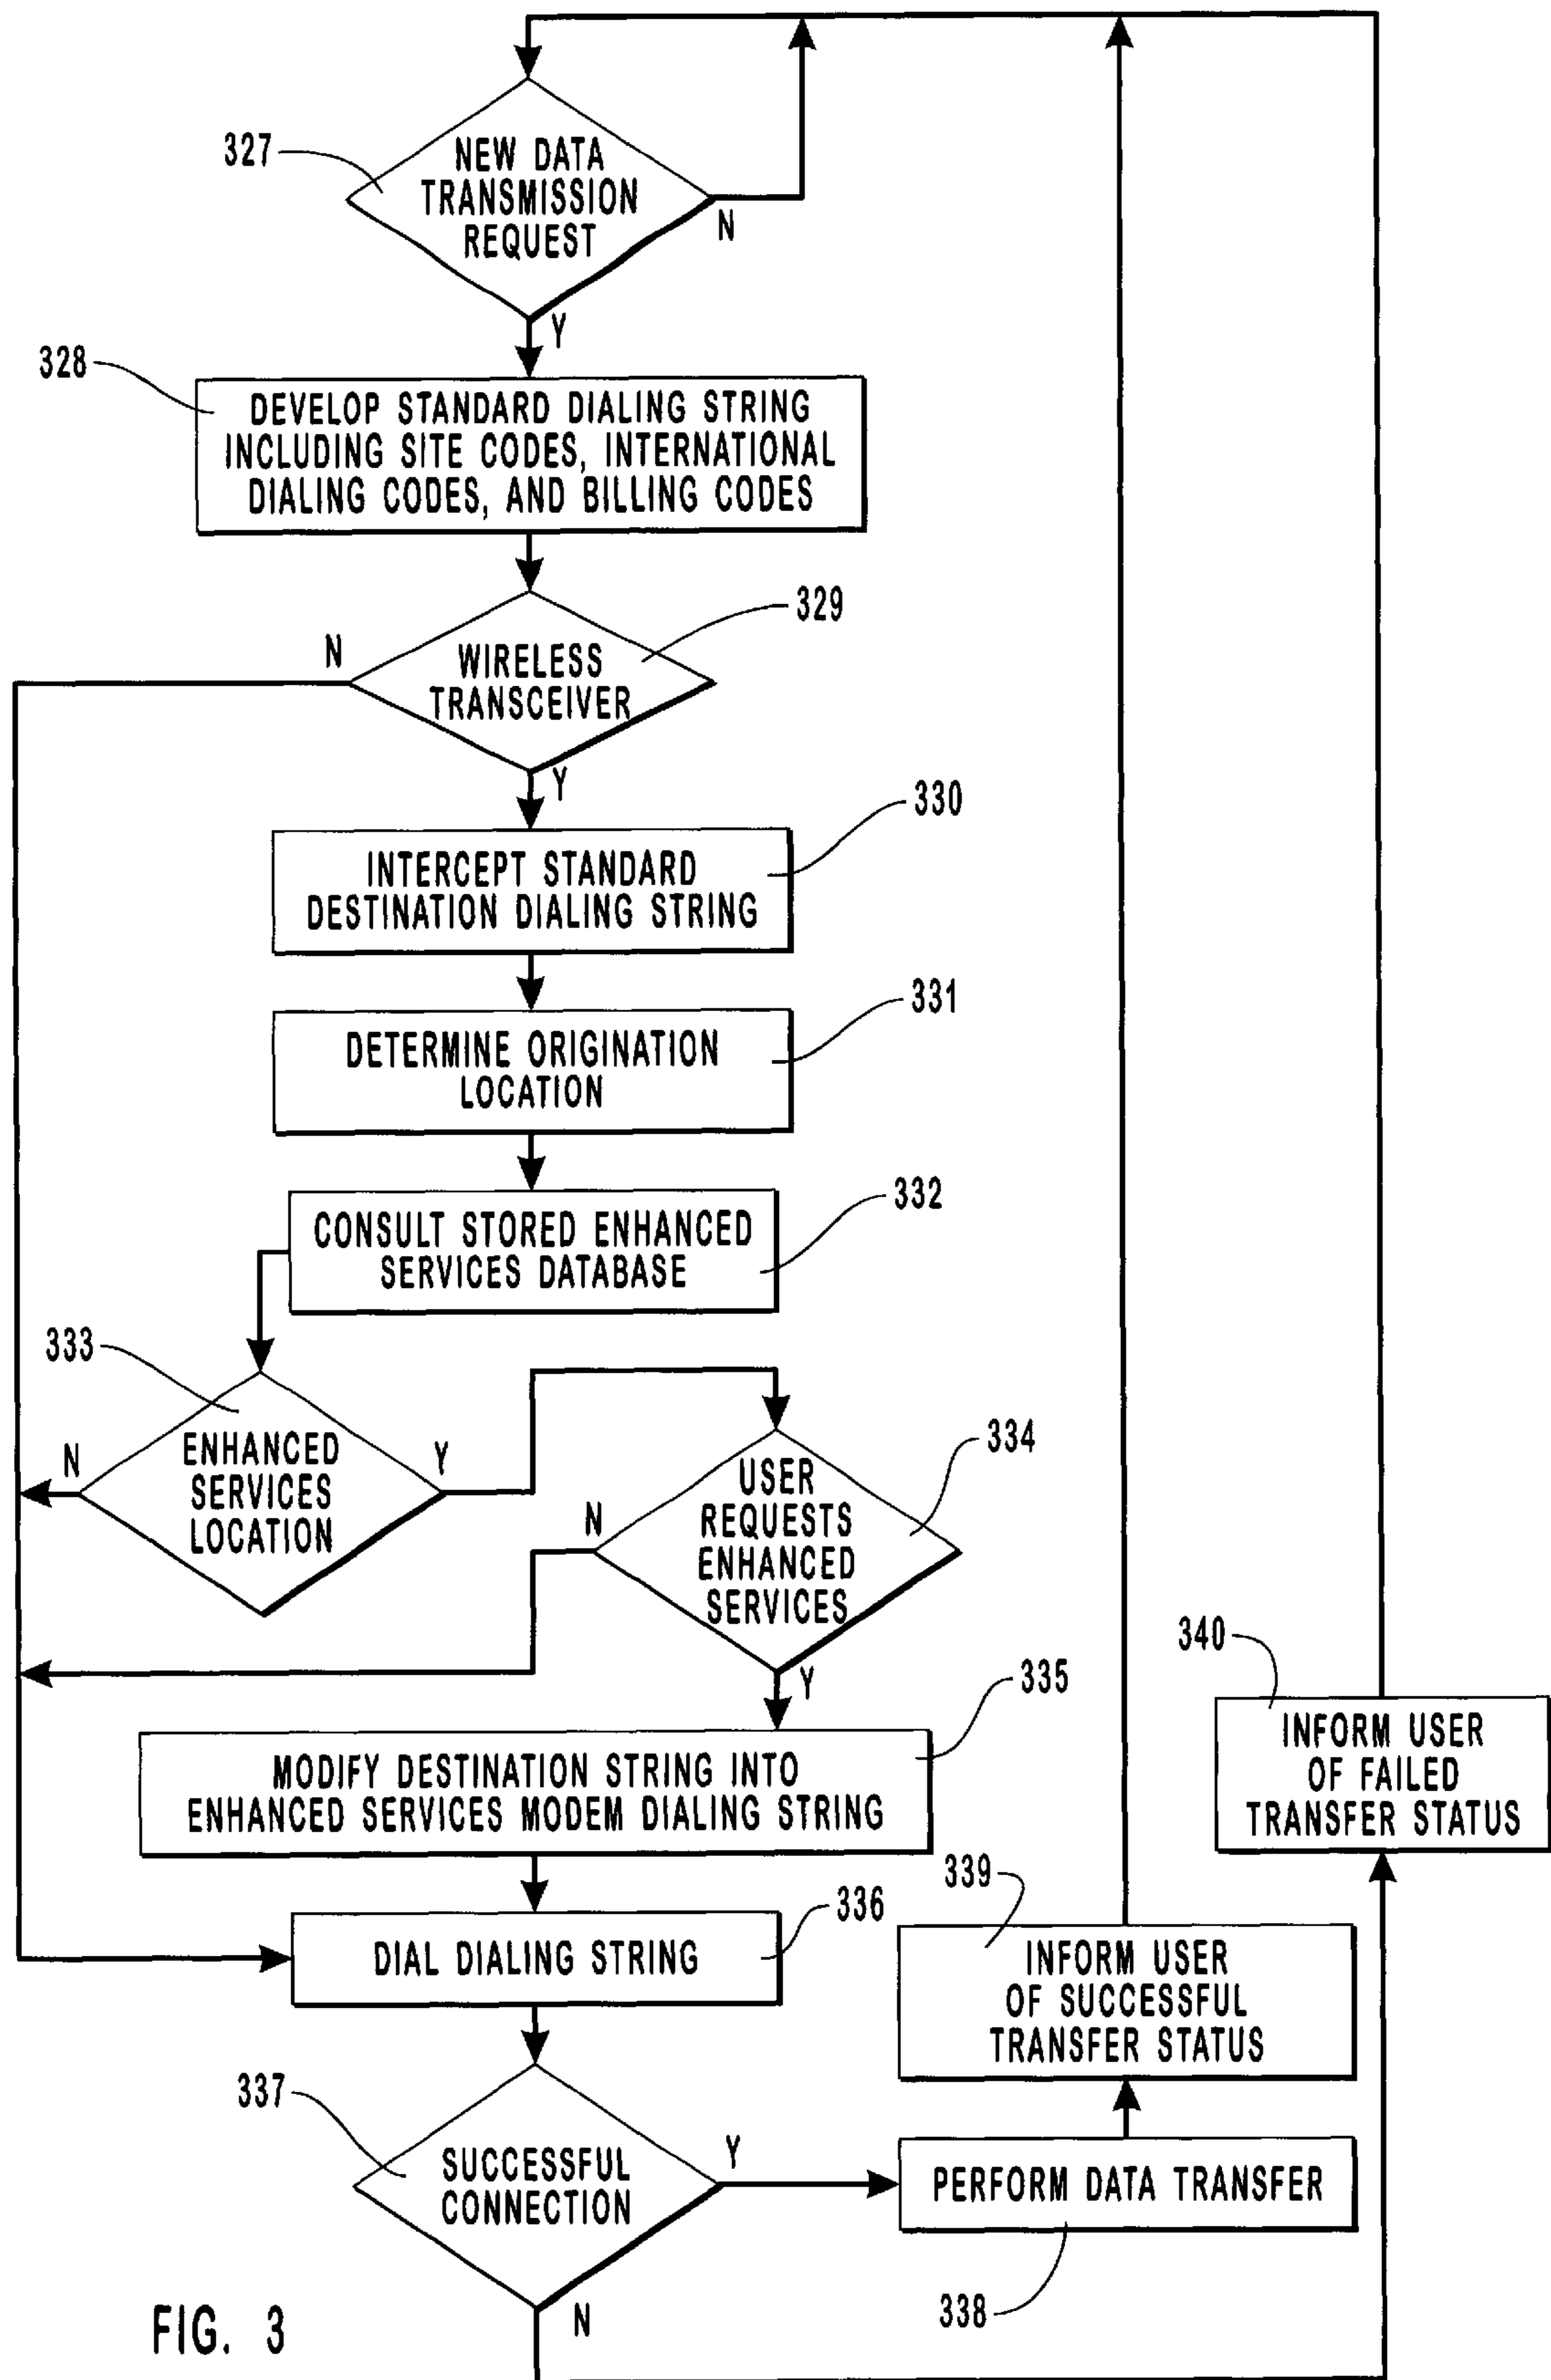 327
NEW DATA
TRANSMISSION
REQUEST
N
Y
328
DEVELOP STANDARD DIALING STRING
INCLUDING SITE CODES, INTERNATIONAL
DIALING CODES, AND BILLING CODES
329
N
WIRELESS
TRANSCEIVER
Y
330
INTERCEPT STANDARD
DESTINATION DIALING STRING
331
DETERMINE ORIGINATION
LOCATION
332
CONSULT STORED ENHANCED
SERVICES DATABASE
333
N
ENHANCED
SERVICES
LOCATION
Y
334
N
USER
REQUESTS
ENHANCED
SERVICES
Y
335
MODIFY DESTINATION STRING INTO
ENHANCED SERVICES MODEM DIALING STRING
336
DIAL DIALING STRING
337
SUCCESSFUL
CONNECTION
Y
N
PERFORM DATA TRANSFER
338
339
INFORM USER
OF SUCCESSFUL
TRANSFER STATUS
340
INFORM USER
OF FAILED
TRANSFER STATUS
FIG. 3